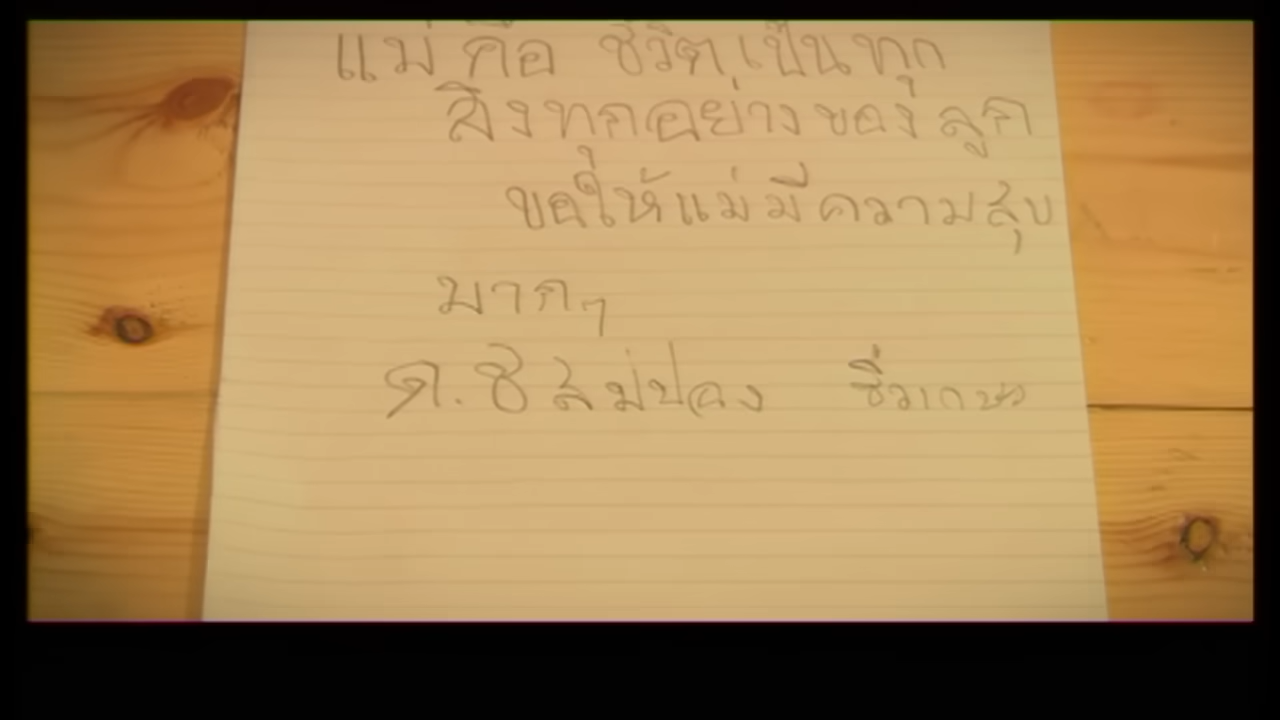 แม่ คือ ชีวิต เป็น ทุก
สิ่งทุกอย่างของ ลูก
ขอให้แม่ มี ความสุข
มาก ๆ
ด.ช